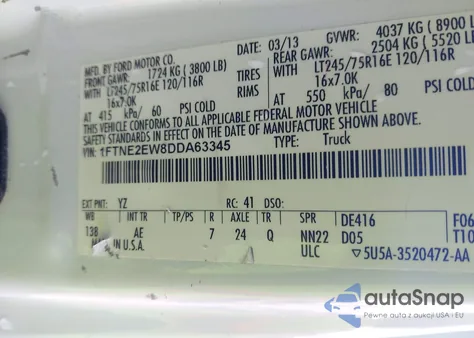 MFD. BY FORD MOTOR CO.
03/13 GVWR: 4037 KG (8900 LB)
FRONT GAWR: 1724 KG (3800 LB)
REAR GAWR: 2504 KG (5520 LB)
WITH LT245/75R16E 120/116R TIRES WITH LT245/75R16E 120/116R
16x7.0K RIMS 16x7.0K
AT 415 kPa/ 60 PSI COLD AT 550 kPa/ 80 PSI COLD
THIS VEHICLE CONFORMS TO ALL APPLICABLE FEDERAL MOTOR VEHICLE
SAFETY STANDARDS IN EFFECT ON THE DATE OF MANUFACTURE SHOWN ABOVE.
VIN: 1FTNE2EW8DDA63345
TYPE: Truck
EXT PNT: YZ RC: 41 DSO:
WB INT TR TP/PS R AXLE TR SPR DE416 F06
138 AE 7 24 Q NN22 D05 T10
MADE IN U.S.A. ULC ▽5U5A-3520472-AA
autoSnap
Pewne auta z aukcji USA i EU